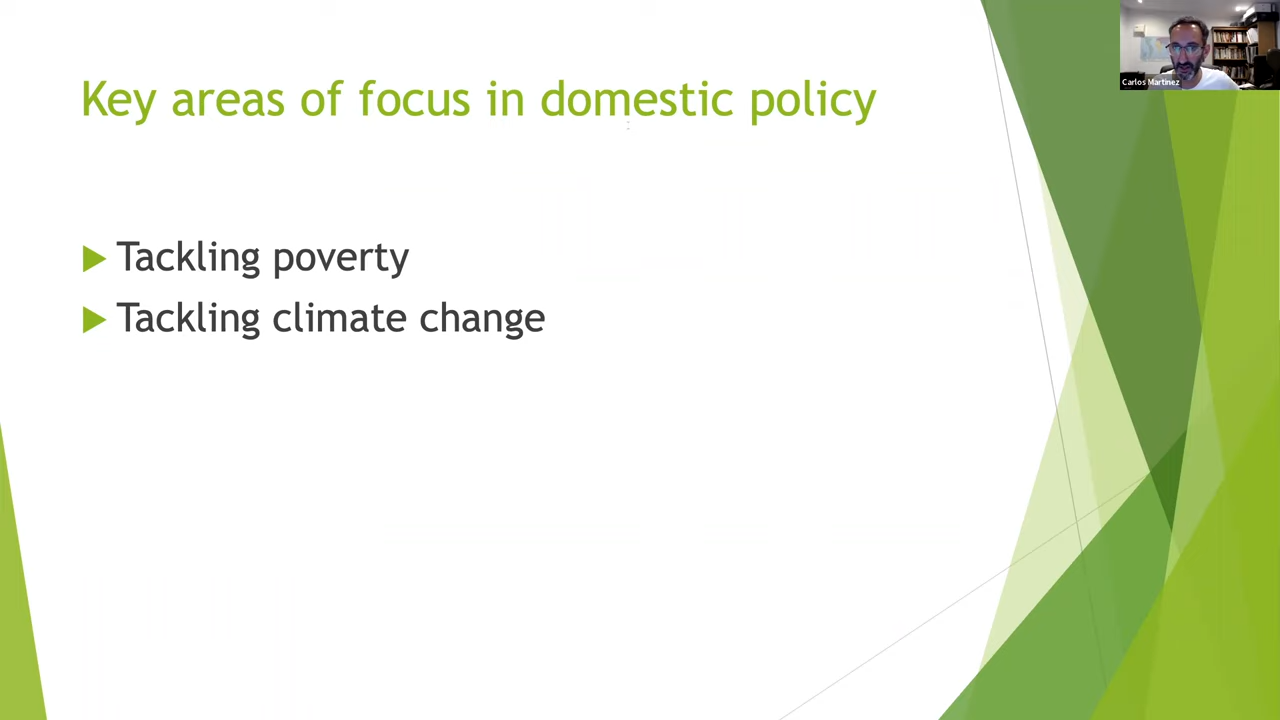 Carlos Martinez
Key areas of focus in domestic policy
Tackling poverty
Tackling climate change